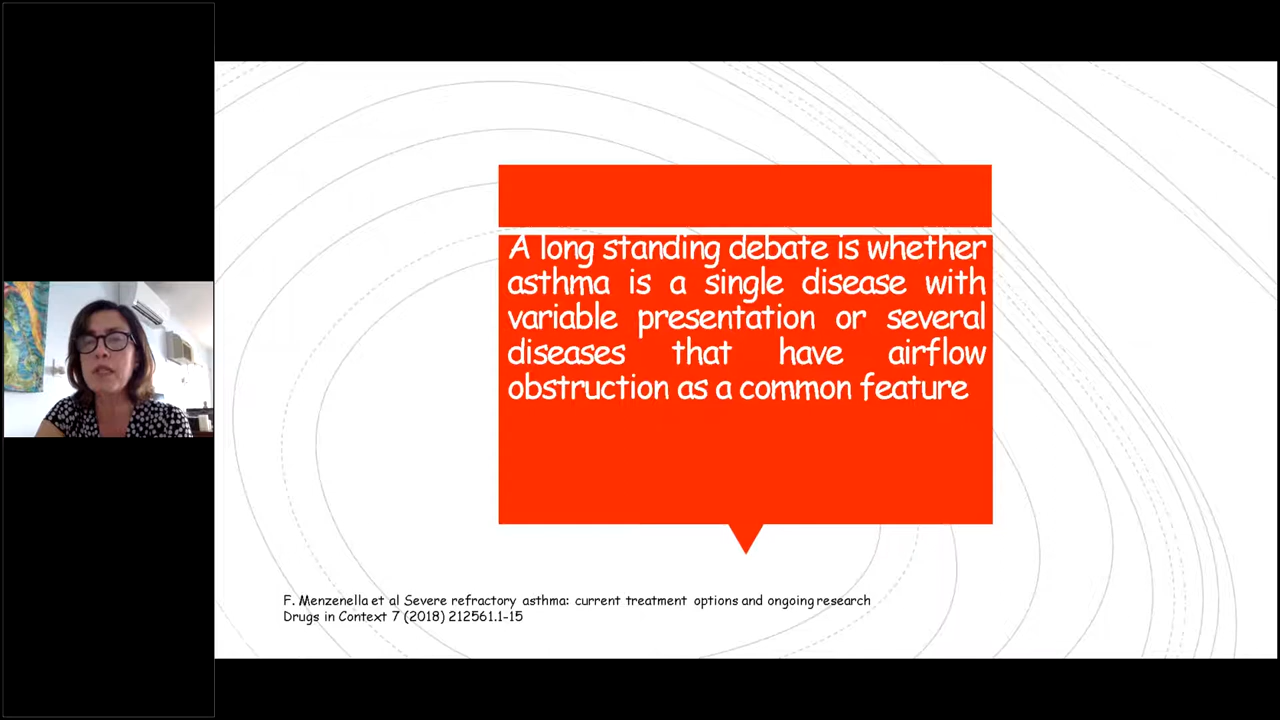 A long standing debate is whether
asthma is a single disease with
variable presentation or several
diseases that have airflow
obstruction as a common feature
F. Menzenella et al Severe refractory asthma: current treatment options and ongoing research
Drugs in Context 7 (2018) 212561.1-15